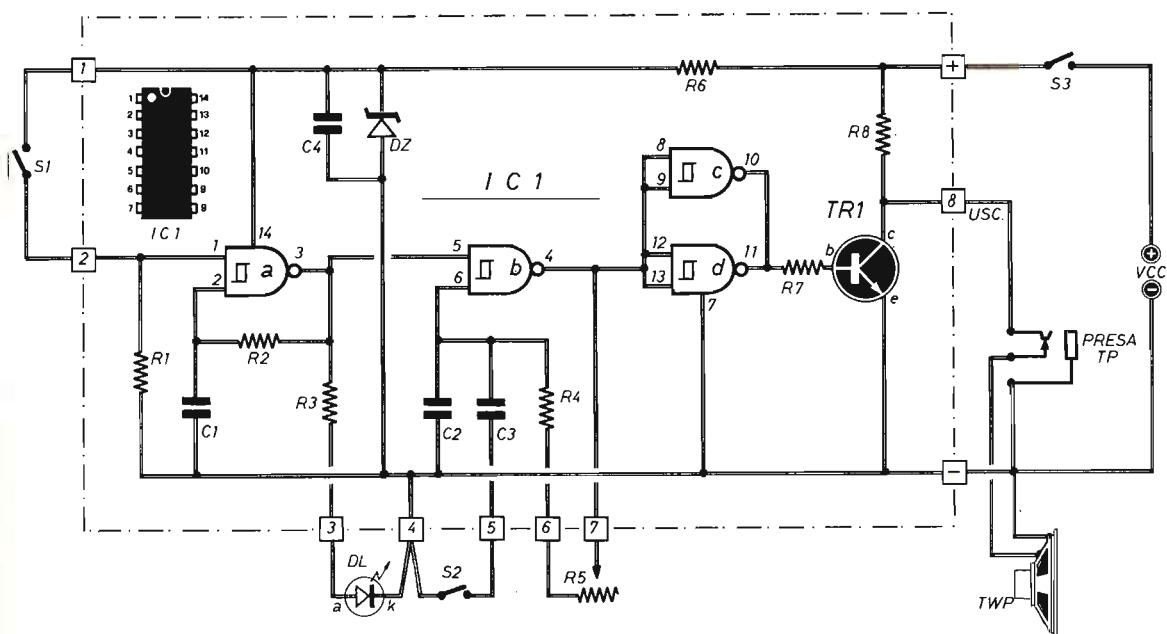 1
+
S3
R6
1 14
2 13
3 12
4 11
5 10
6 9
7 8
IC1
S1
C4
DZ
R8
8
9
c
10
IC1
TR1
8
USC.
2
1
14
2
a
3
5
6
b
4
12
13
d
11
7
R7
b
c
e
+
VCC
-
R1
R2
C1
R3
C2
C3
R4
PRESA
TP
-
3
4
5
6
7
DL
a
k
S2
R5
TWP